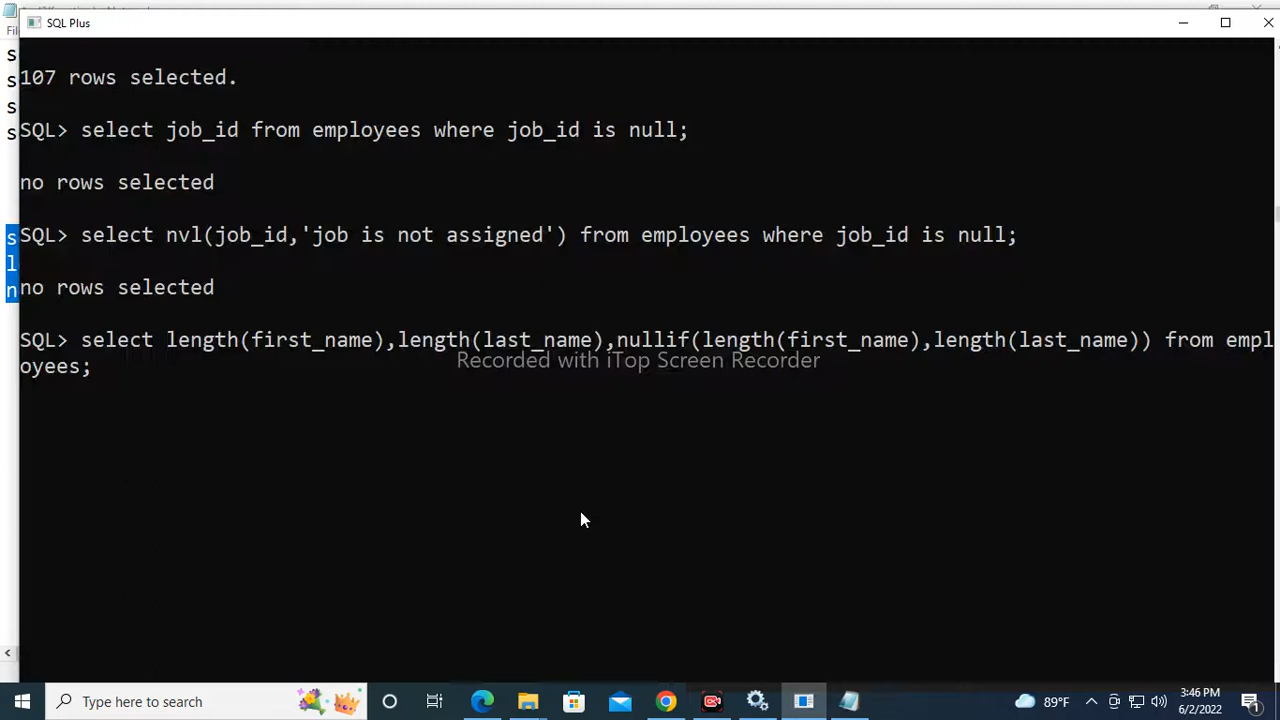 SQL Plus
Fil
s
s
s
s
s
l
n
107 rows selected.
SQL> select job_id from employees where job_id is null;
no rows selected
SQL> select nvl(job_id,'job is not assigned') from employees where job_id is null;
no rows selected
SQL> select length(first_name),length(last_name),nullif(length(first_name),length(last_name)) from empl
oyees;
Recorded with iTop Screen Recorder
Type here to search
89°F
3:46 PM
6/2/2022
1